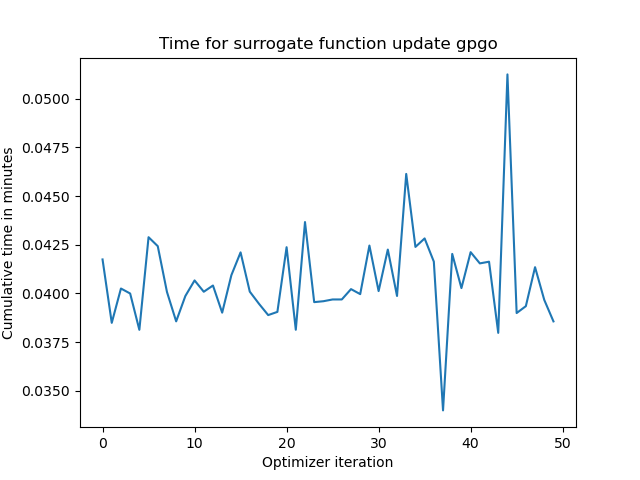 Time for surrogate function update gpgo
Cumulative time in minutes
0.0500
0.0475
0.0450
0.0425
0.0400
0.0375
0.0350
0 10 20 30 40 50
Optimizer iteration